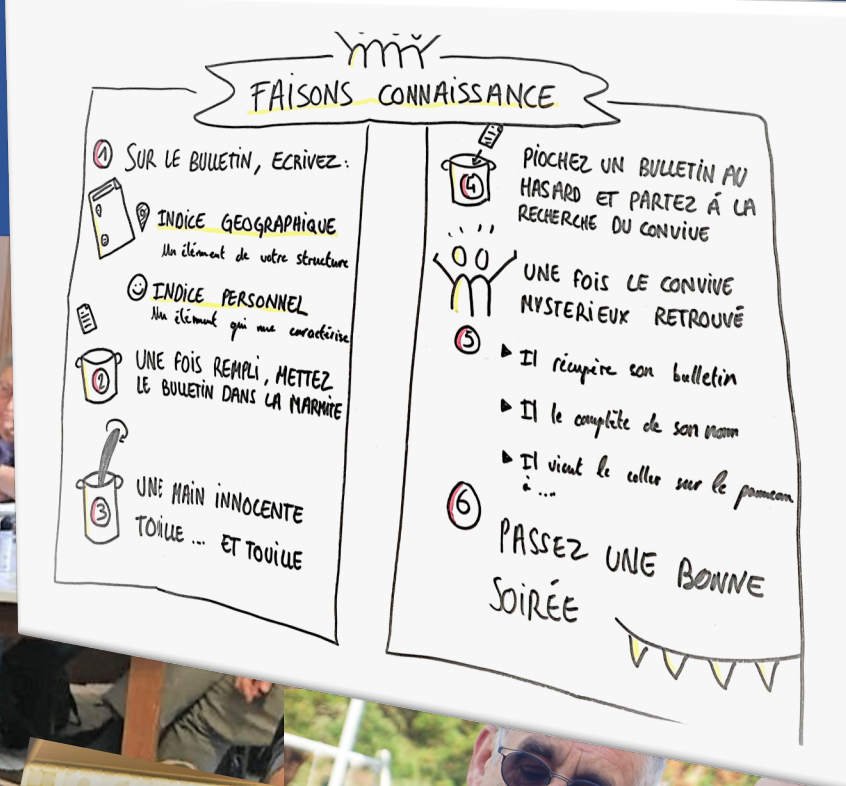 FAISONS CONNAISSANCE
1 SUR LE BULLETIN, ECRIVEZ:
INDICE GEOGRAPHIQUE
Un élément de votre structure
INDICE PERSONNEL
Un élément qui me caractérise
2 UNE FOIS REMPLI, METTEZ
LE BULLETIN DANS LA MARMITE
3 UNE MAIN INNOCENTE
TOUILLE ... ET TOUILLE
4 PIOCHEZ UN BULLETIN AU
HASARD ET PARTEZ À LA
RECHERCHE DU CONVIVE
UNE FOIS LE CONVIVE
MYSTERIEUX RETROUVÉ
5
Il récupère son bulletin
Il le complète de son nom
Il vient le coller sur le panneau
à ...
6 PASSEZ UNE BONNE
SOIRÉE